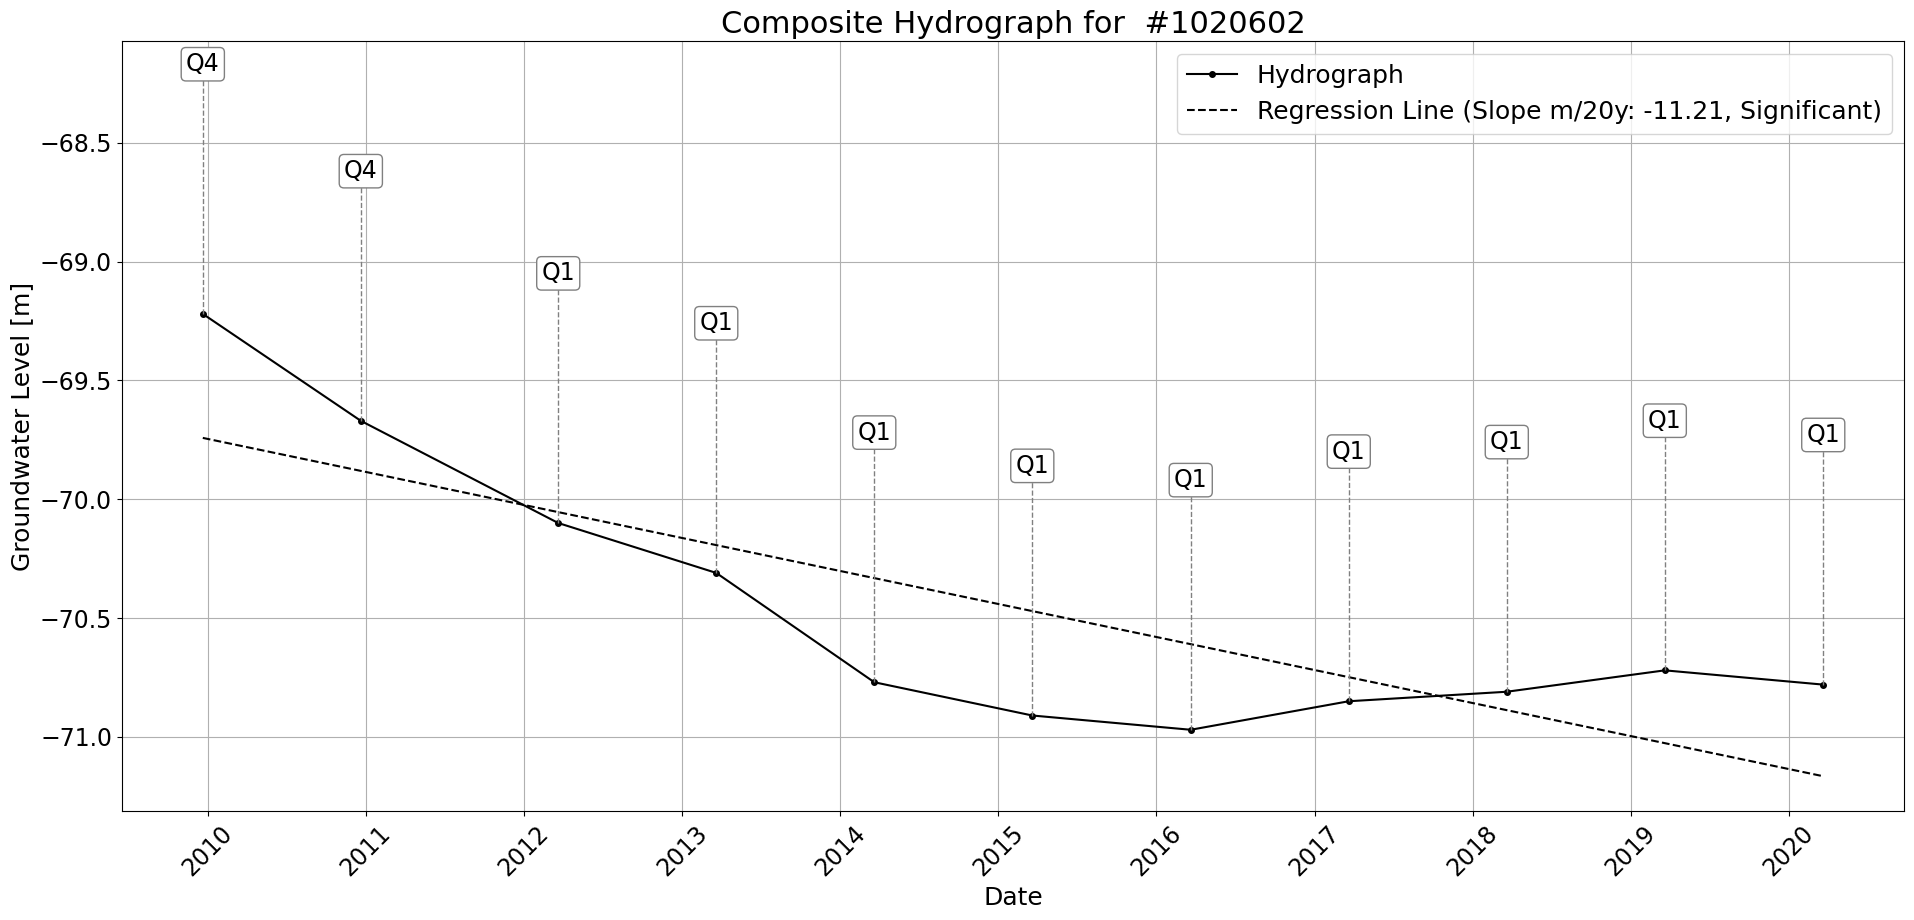 Composite Hydrograph for  #1020602
Hydrograph
Regression Line (Slope m/20y: -11.21, Significant)
Q4
Q4
Q1
Q1
Q1
Q1
Q1
Q1
Q1
Q1
Q1
Groundwater Level [m]
−68.5
−69.0
−69.5
−70.0
−70.5
−71.0
2010
2011
2012
2013
2014
2015
2016
2017
2018
2019
2020
Date